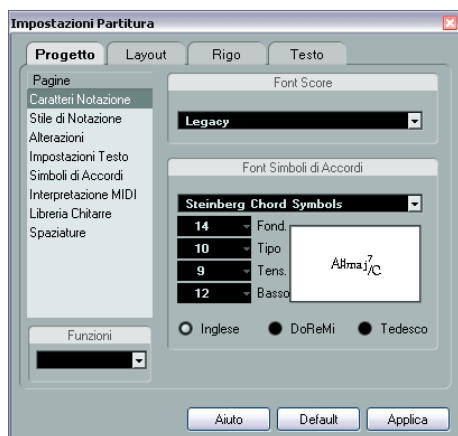 Impostazioni Partitura
Progetto
Layout
Rigo
Testo
Pagine
Caratteri Notazione
Stile di Notazione
Alterazioni
Impostazioni Testo
Simboli di Accordi
Interpretazione MIDI
Libreria Chitarre
Spaziature
Funzioni
Font Score
Legacy
Font Simboli di Accordi
Steinberg Chord Symbols
14 Fond.
10 Tipo
9 Tens.
12 Basso
A#maj7/C
Inglese
DoReMi
Tedesco
Aiuto
Default
Applica